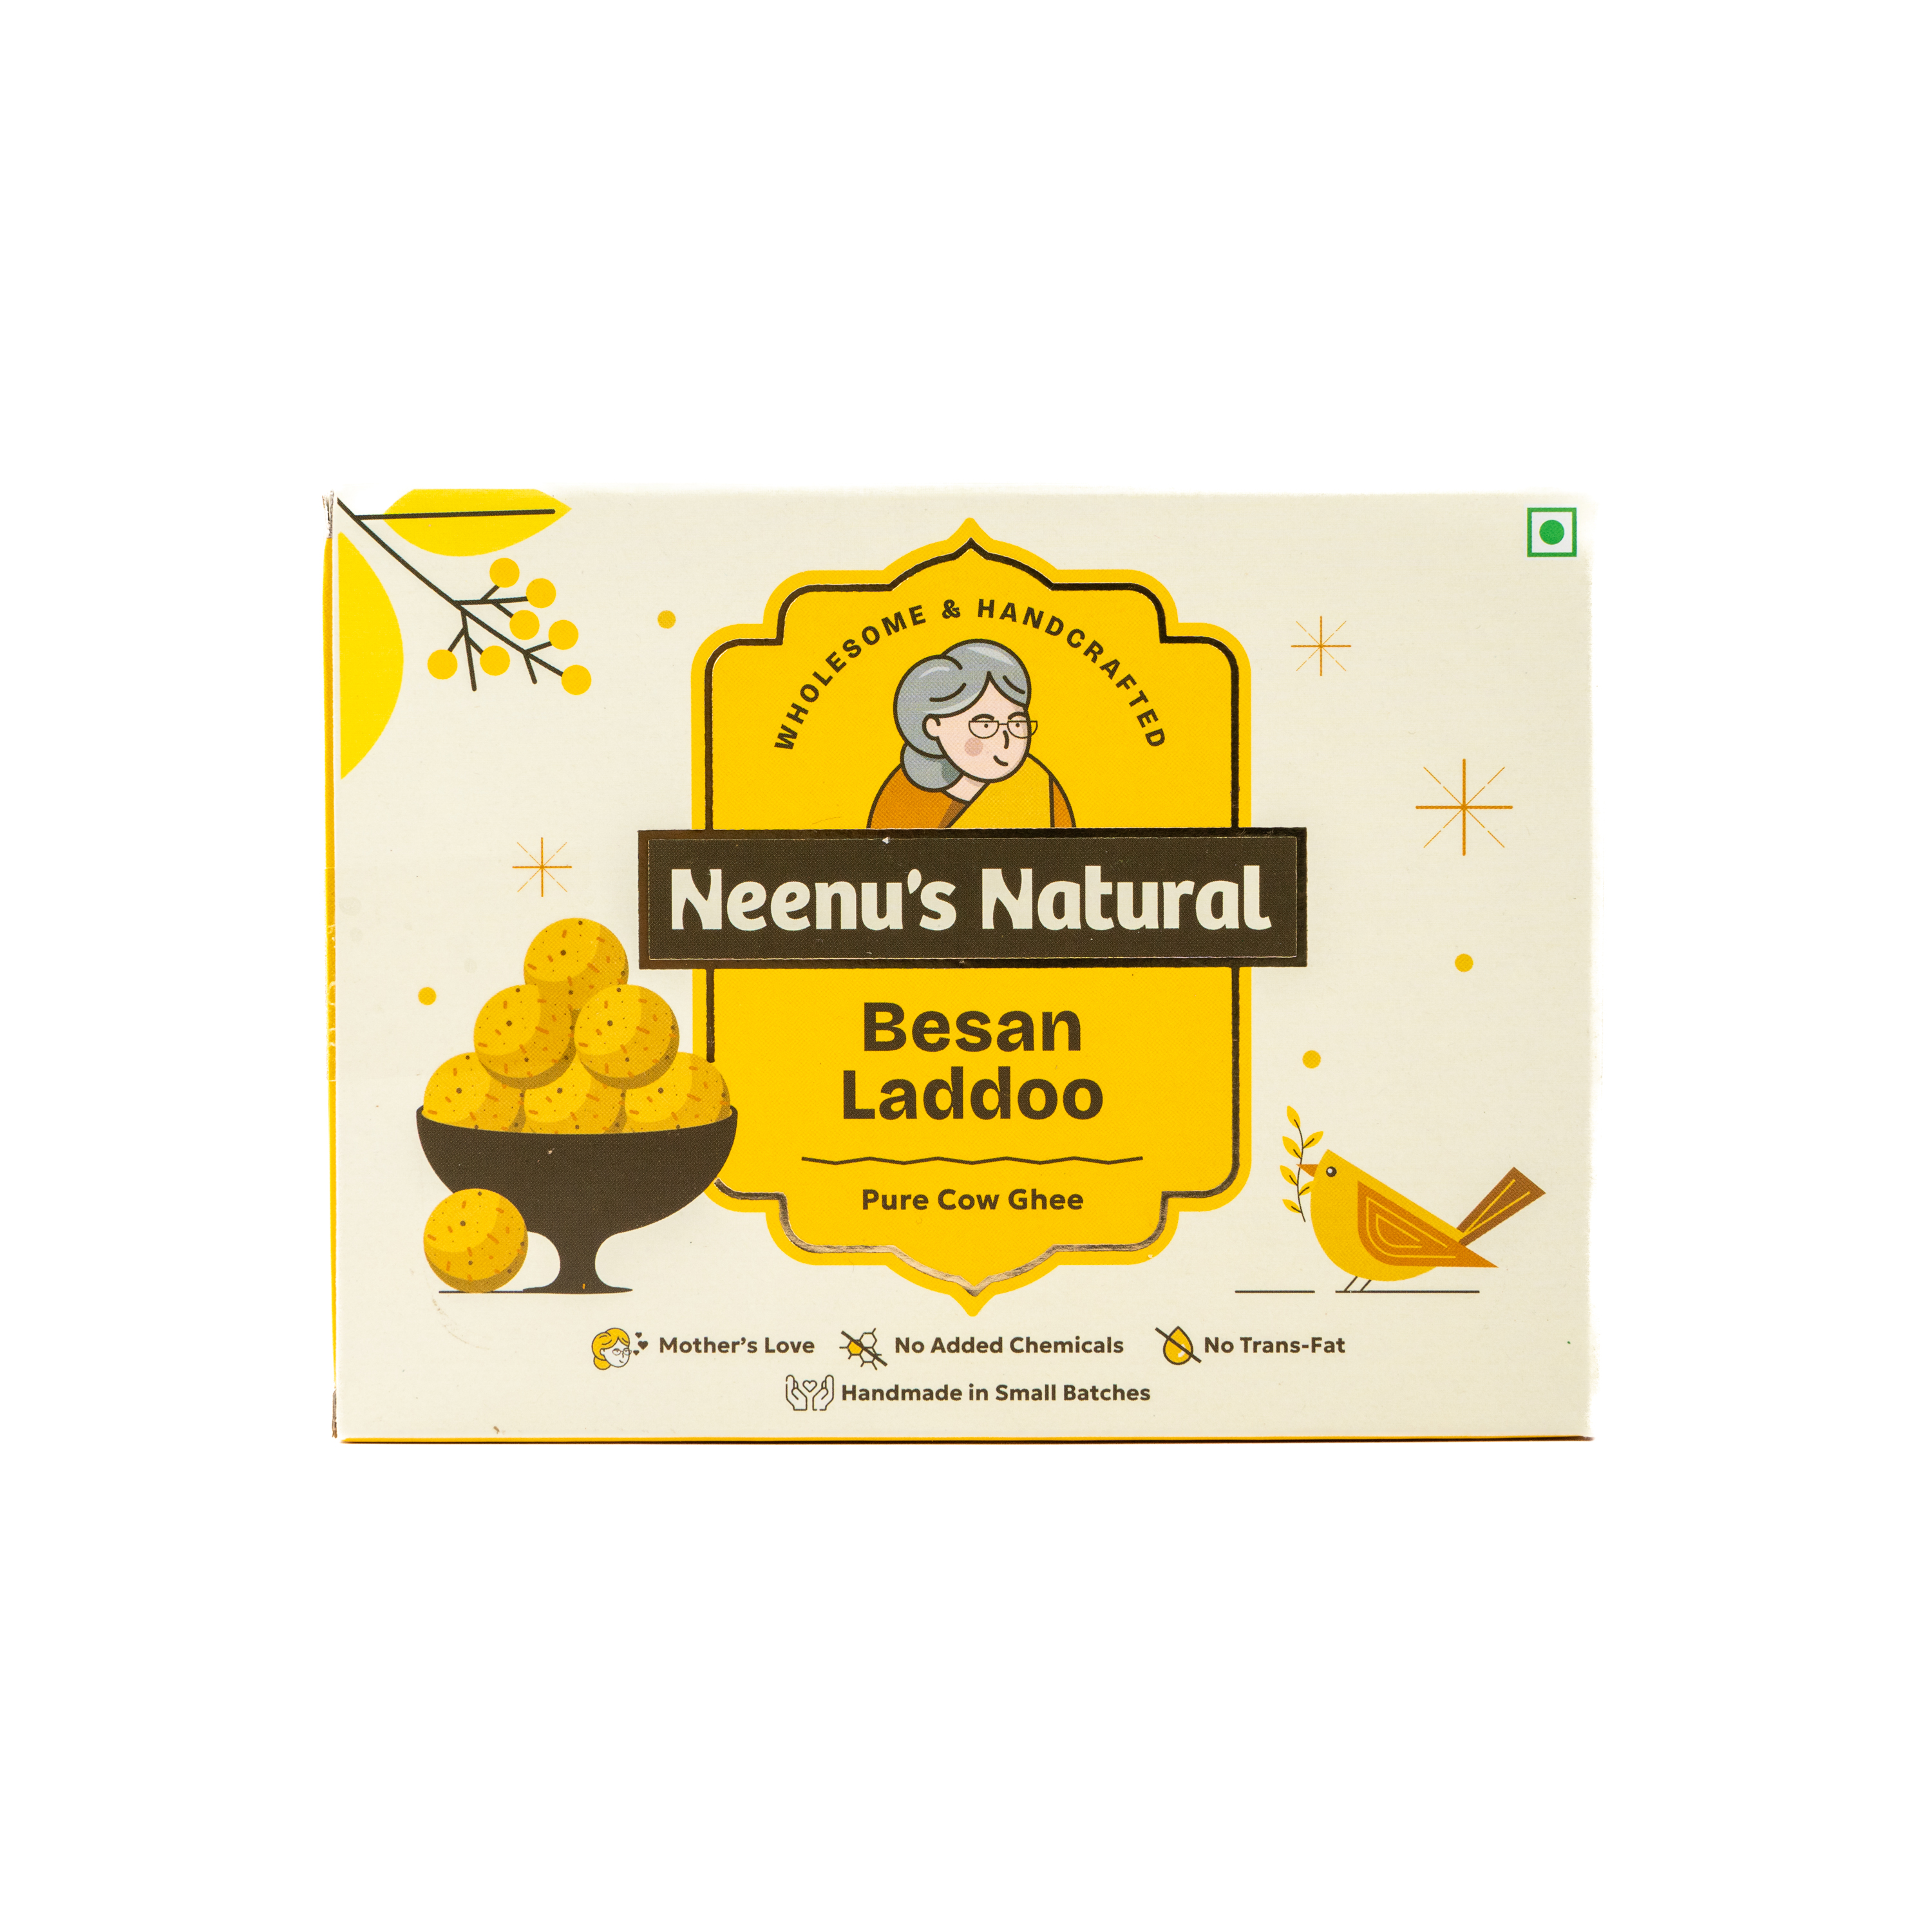 WHOLESOME & HANDCRAFTED
Neenu's Natural
Besan
Laddoo
Pure Cow Ghee
Mother's Love No Added Chemicals No Trans-Fat
Handmade in Small Batches